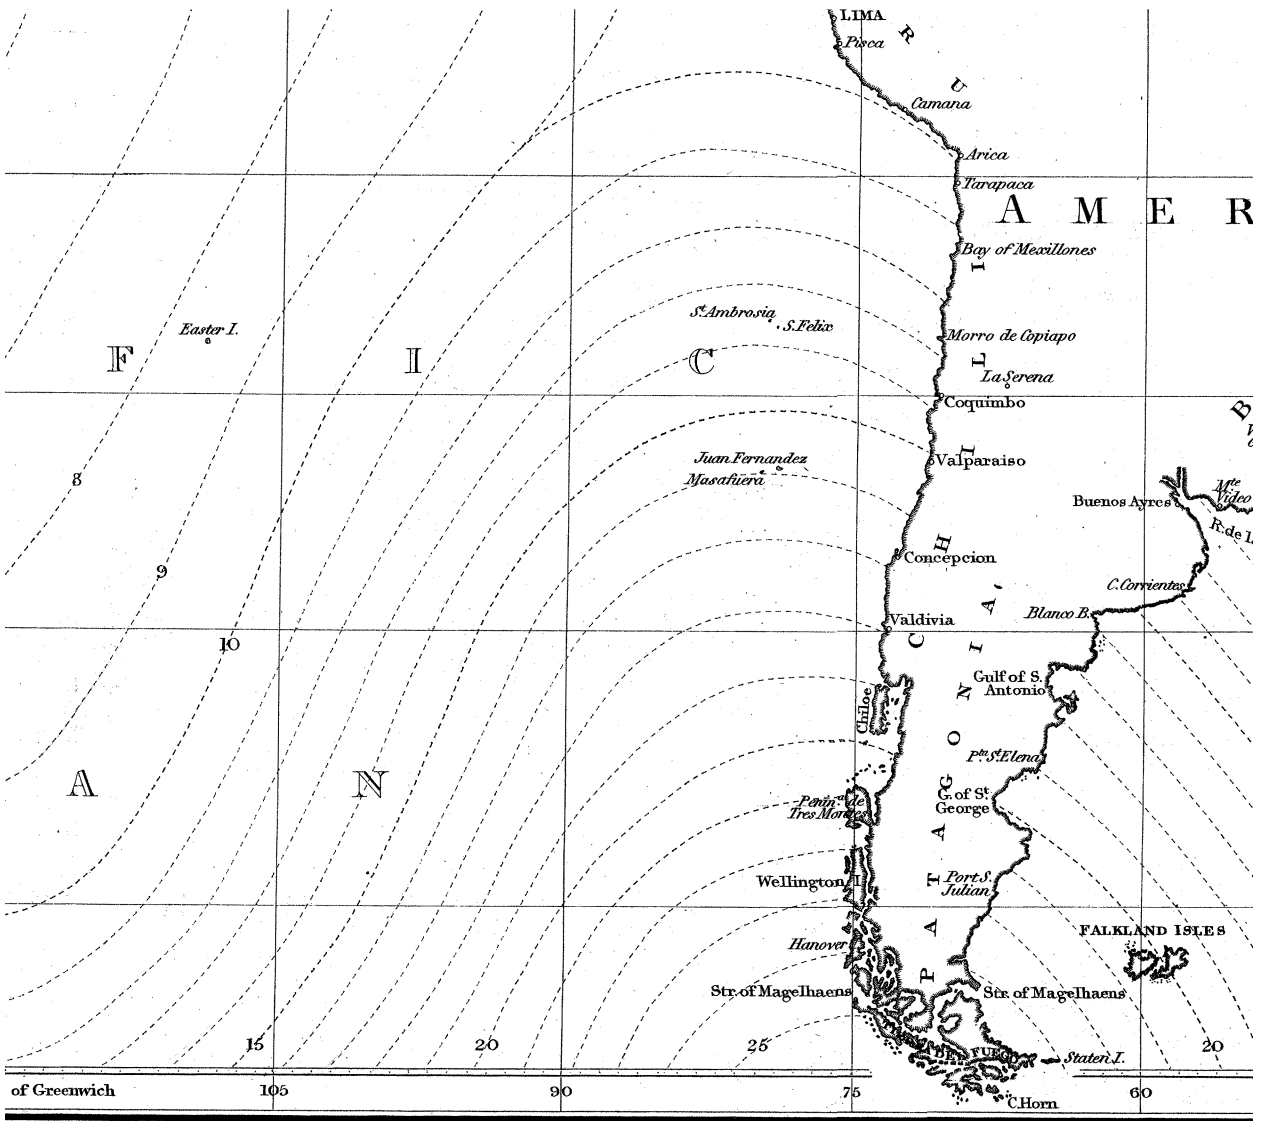 LIMA
Pisca
R
U
Camana
Arica
Tarapaca
A M E R
Bay of Mexillones
I
St. Ambrosia
S. Felix
Easter I.
F I C
Morro de Copiapo
L
La Serena
Coquimbo
B
I
Juan Fernandez
Masafuera
Valparaiso
8
Mte.
Video
Buenos Ayres
R. de L
H
Concepcion
9
C. Corrientes
A
Blanco B.
Valdivia
10
C
I
Gulf of S.
Antonio
N
Chiloe
O
Ptn. St. Elena
A N
G
G. of St.
George
Penin.a de
Tres Montes
A
T
Wellington I
Port S.
Julian
A
FALKLAND ISLES
Hanover
P
Str. of Magelhaens
Str. of Magelhaens
15
20
25
20
DEL FUEGO
Staten I.
of Greenwich
105
90
75
60
C. Horn